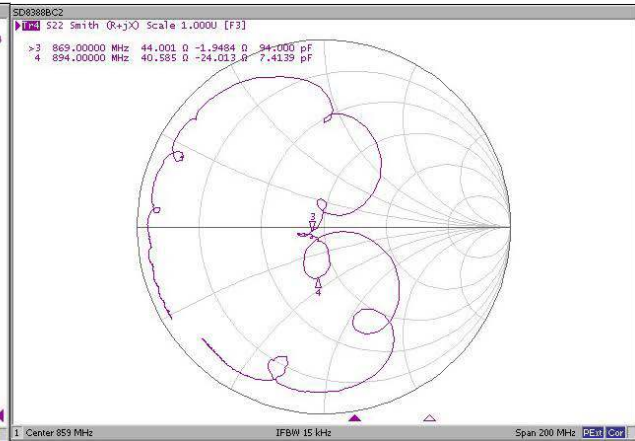 SD8388BC2
Tr4 S22 Smith (R+jX) Scale 1.000U [F3]
>3 869.00000 MHz 44.001 Ω -1.9484 Ω 94.000 pF
4 894.00000 MHz 40.585 Ω -24.013 Ω 7.4139 pF
3
4
1 Center 859 MHz IFBW 15 kHz Span 200 MHz PExt Cor